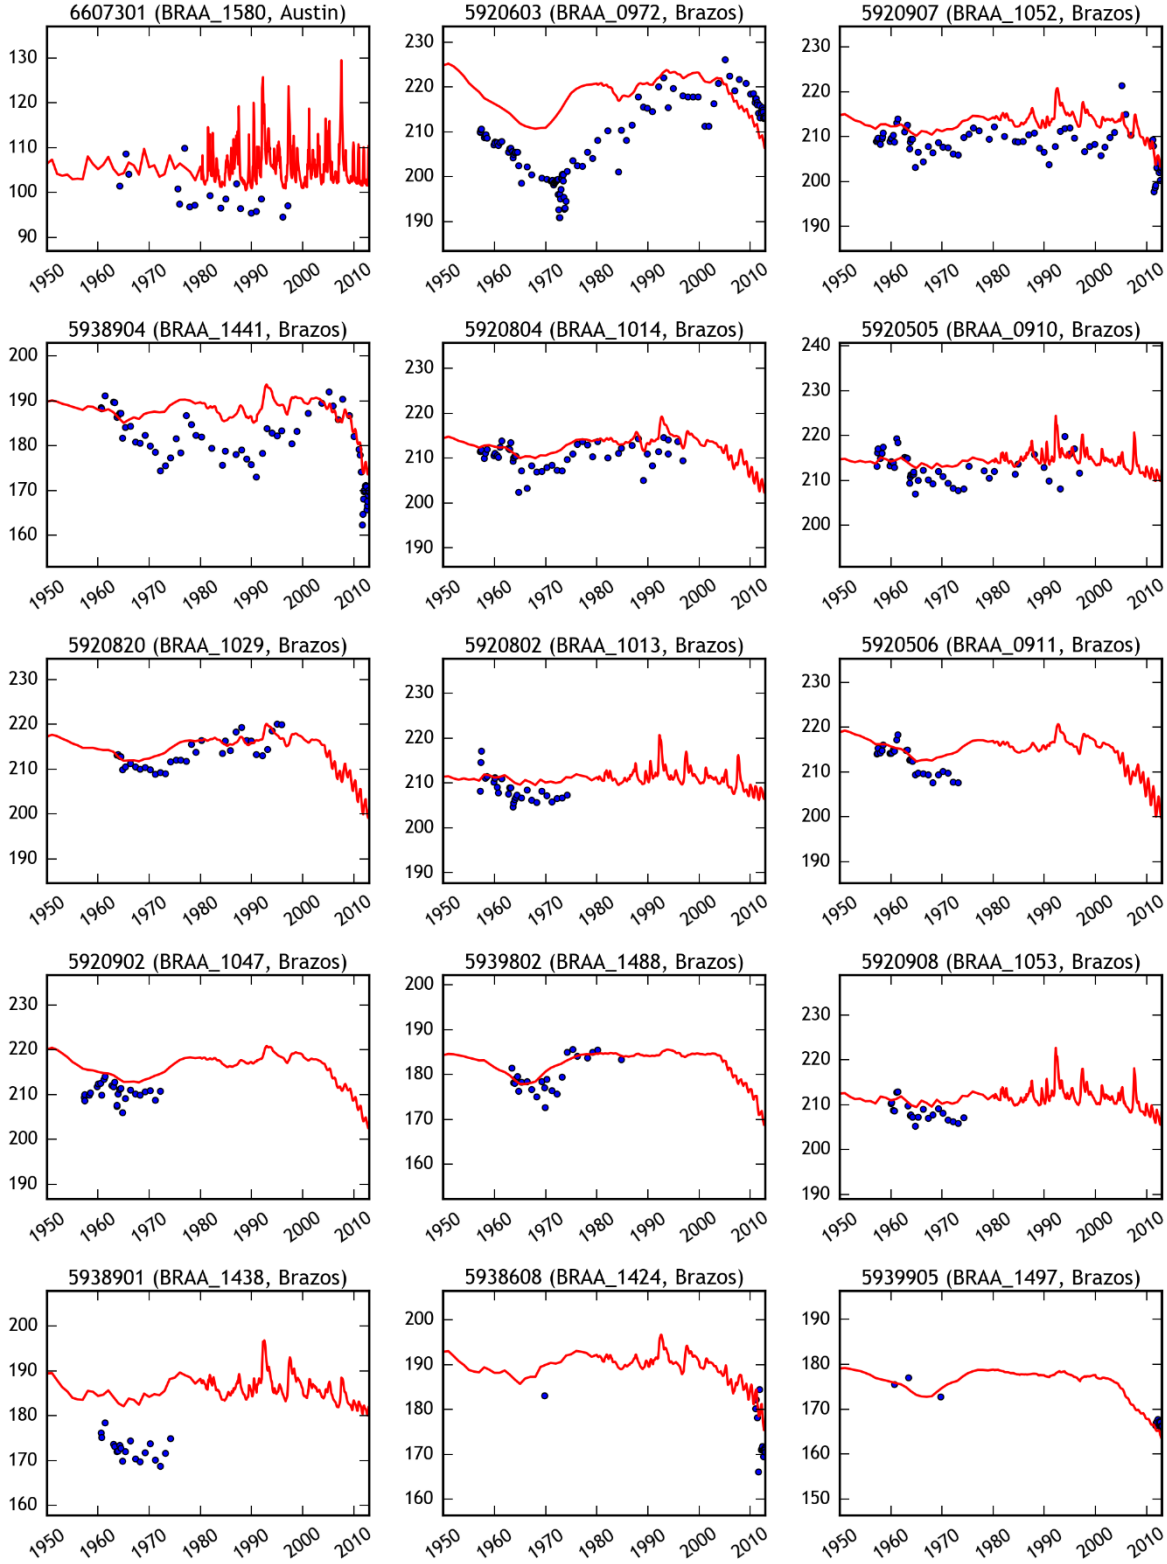 6607301 (BRAA_1580, Austin)
130
120
110
100
90
1950 1960 1970 1980 1990 2000 2010
5920603 (BRAA_0972, Brazos)
230
220
210
200
190
1950 1960 1970 1980 1990 2000 2010
5920907 (BRAA_1052, Brazos)
230
220
210
200
190
1950 1960 1970 1980 1990 2000 2010
5938904 (BRAA_1441, Brazos)
200
190
180
170
160
1950 1960 1970 1980 1990 2000 2010
5920804 (BRAA_1014, Brazos)
230
220
210
200
190
1950 1960 1970 1980 1990 2000 2010
5920505 (BRAA_0910, Brazos)
240
230
220
210
200
1950 1960 1970 1980 1990 2000 2010
5920820 (BRAA_1029, Brazos)
230
220
210
200
190
1950 1960 1970 1980 1990 2000 2010
5920802 (BRAA_1013, Brazos)
230
220
210
200
190
1950 1960 1970 1980 1990 2000 2010
5920506 (BRAA_0911, Brazos)
230
220
210
200
190
1950 1960 1970 1980 1990 2000 2010
5920902 (BRAA_1047, Brazos)
230
220
210
200
190
1950 1960 1970 1980 1990 2000 2010
5939802 (BRAA_1488, Brazos)
200
190
180
170
160
1950 1960 1970 1980 1990 2000 2010
5920908 (BRAA_1053, Brazos)
230
220
210
200
190
1950 1960 1970 1980 1990 2000 2010
5938901 (BRAA_1438, Brazos)
200
190
180
170
160
1950 1960 1970 1980 1990 2000 2010
5938608 (BRAA_1424, Brazos)
200
190
180
170
160
1950 1960 1970 1980 1990 2000 2010
5939905 (BRAA_1497, Brazos)
190
180
170
160
150
1950 1960 1970 1980 1990 2000 2010